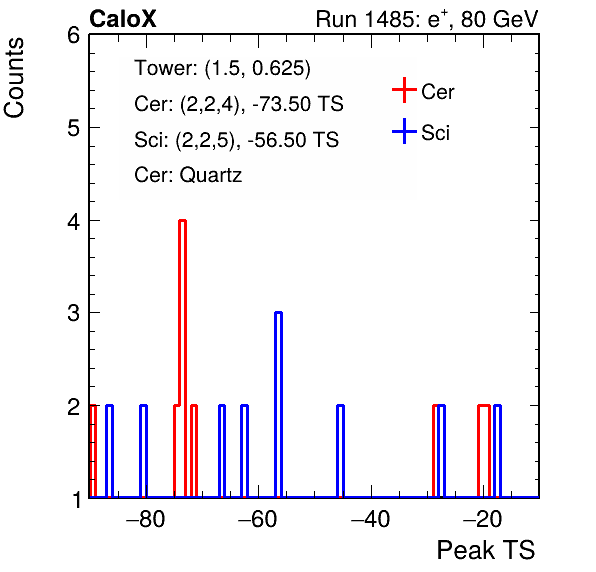 CaloX Run 1485: e⁺, 80 GeV
Counts
Tower: (1.5, 0.625)
Cer: (2,2,4), -73.50 TS
Sci: (2,2,5), -56.50 TS
Cer: Quartz
Cer
Sci
6
5
4
3
2
1
−80 −60 −40 −20
Peak TS